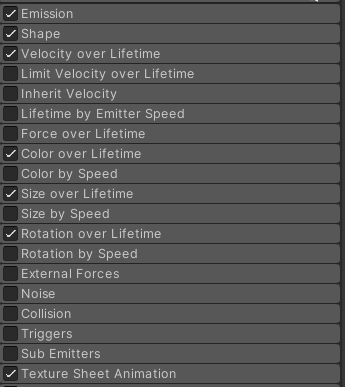 Emission
Shape
Velocity over Lifetime
Limit Velocity over Lifetime
Inherit Velocity
Lifetime by Emitter Speed
Force over Lifetime
Color over Lifetime
Color by Speed
Size over Lifetime
Size by Speed
Rotation over Lifetime
Rotation by Speed
External Forces
Noise
Collision
Triggers
Sub Emitters
Texture Sheet Animation